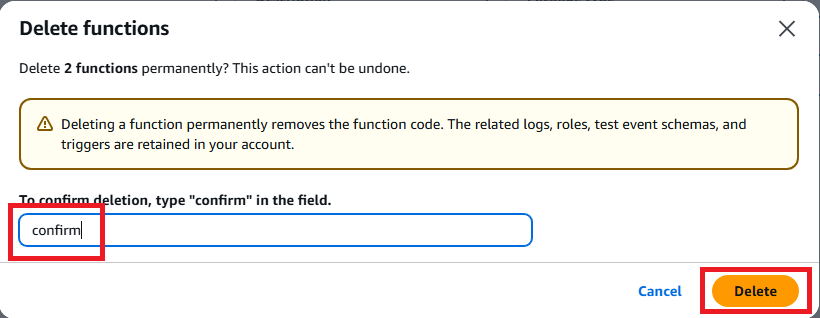 Delete functions
Delete 2 functions permanently? This action can't be undone.
Deleting a function permanently removes the function code. The related logs, roles, test event schemas, and
triggers are retained in your account.
To confirm deletion, type "confirm" in the field.
confirm
Cancel
Delete